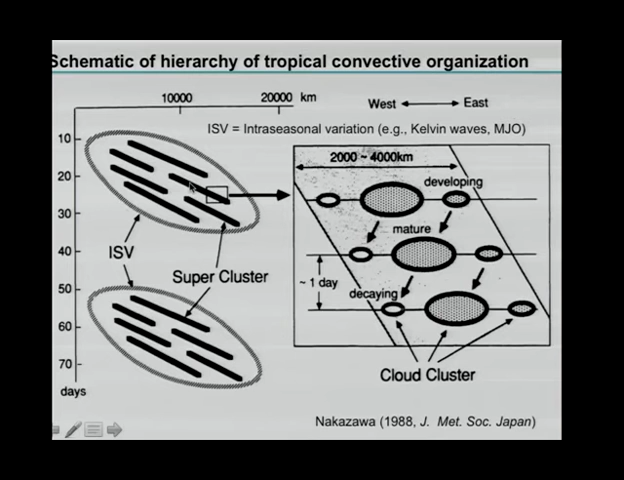 Schematic of hierarchy of tropical convective organization
10000
20000 km
West
East
ISV = Intraseasonal variation (e.g., Kelvin waves, MJO)
10
20
30
40
50
60
70
days
ISV
Super Cluster
2000 ~ 4000km
developing
mature
~ 1 day
decaying
Cloud Cluster
Nakazawa (1988, J. Met. Soc. Japan)